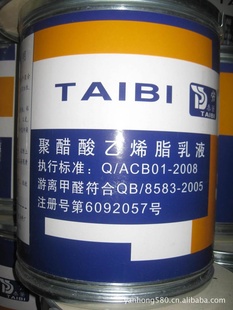 TAIBI
TAIBI
聚醋酸乙烯脂乳液
执行标准：Q/ACB01-2008
游离甲醛符合QB/8583-2005
注册号第6092057号
TAIBI
yanhong580.cn.alibaba.com